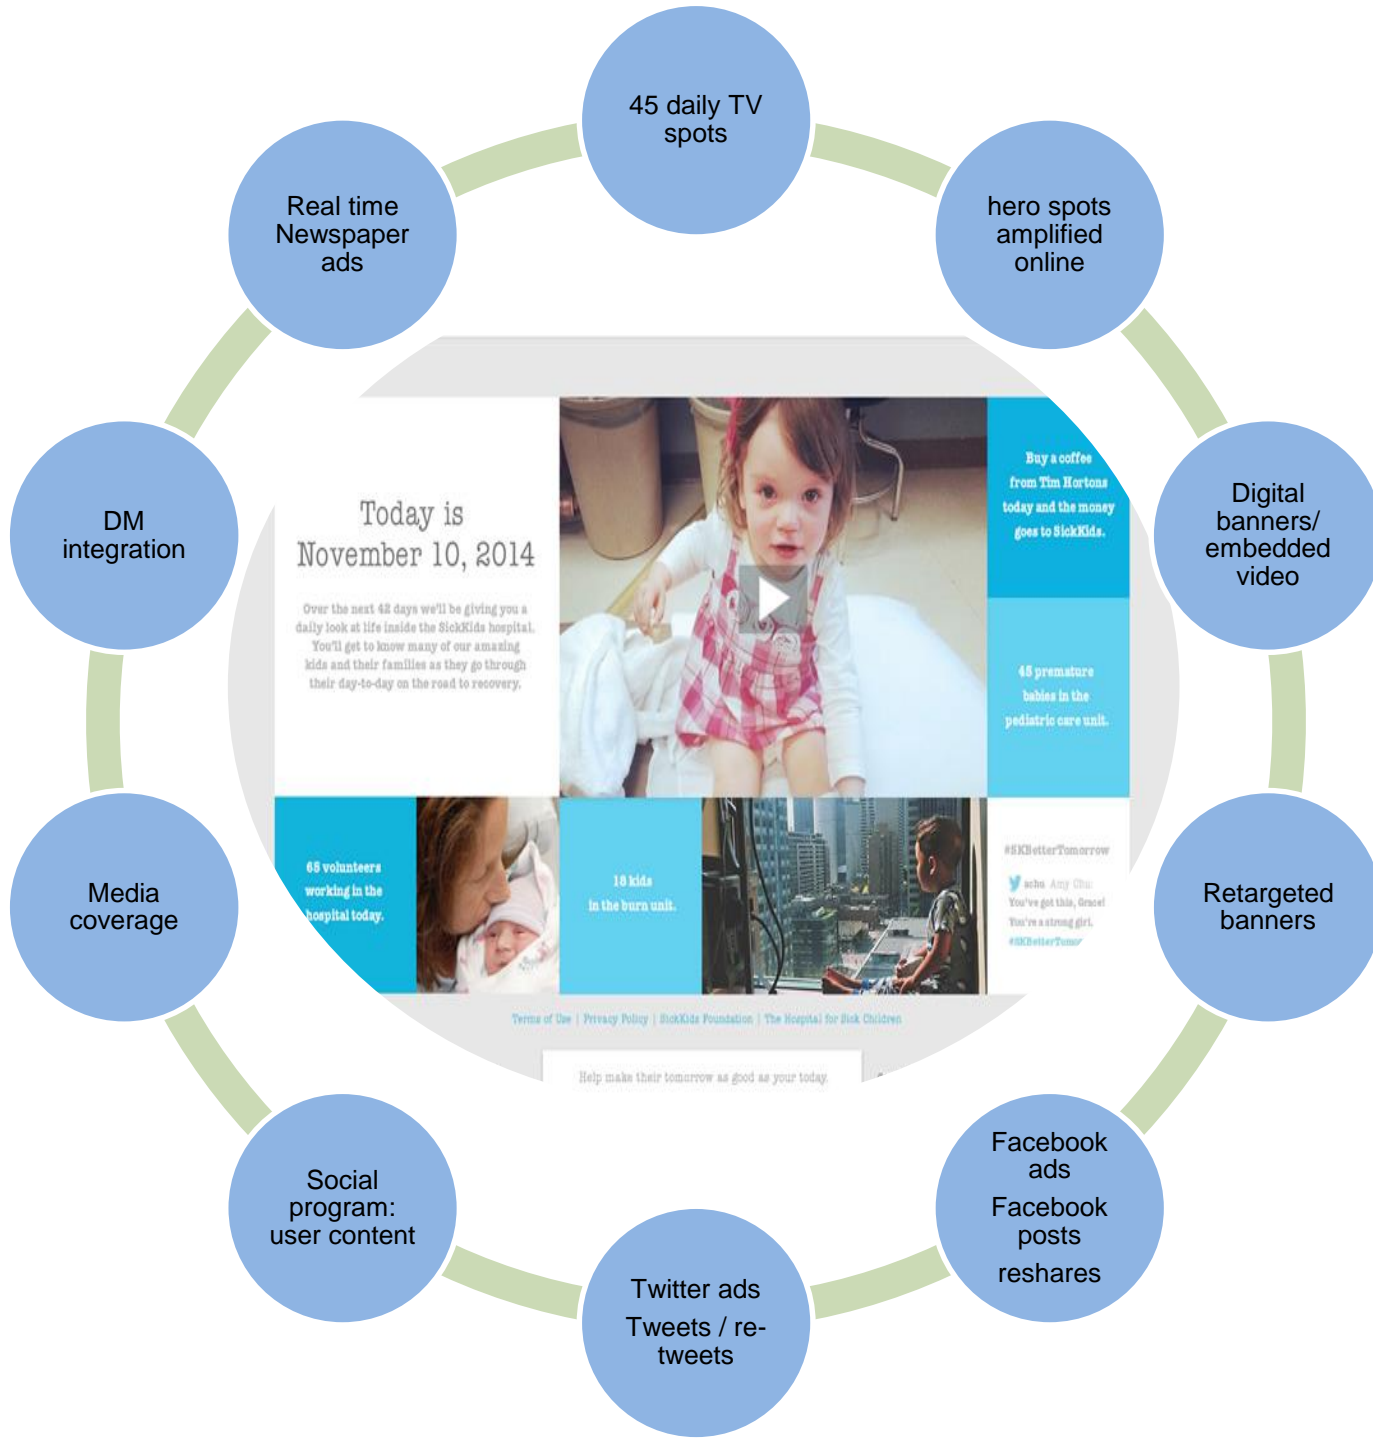 45 daily TV
spots
hero spots
amplified
online
Digital
banners/
embedded
video
Retargeted
banners
Facebook
ads
Facebook
posts
reshares
Twitter ads
Tweets / re-
tweets
Social
program:
user content
Media
coverage
DM
integration
Real time
Newspaper
ads
Today is
November 10, 2014
Over the next 42 days we'll be giving you a
daily look at life inside the SickKids hospital.
You'll get to know many of our amazing
kids and their families as they go through
their day-to-day on the road to recovery.
Buy a coffee
from Tim Hortons
today and the money
goes to SickKids.
45 premature
babies in the
pediatric care unit.
65 volunteers
working in the
hospital today.
18 kids
in the burn unit.
#SKBetterTomorrow
achu Amy Chu:
You've got this, Grace!
You're a strong girl.
#SKBetterTomor
Terms of Use | Privacy Policy | SickKids Foundation | The Hospital for Sick Children
Help make their tomorrow as good as your today.